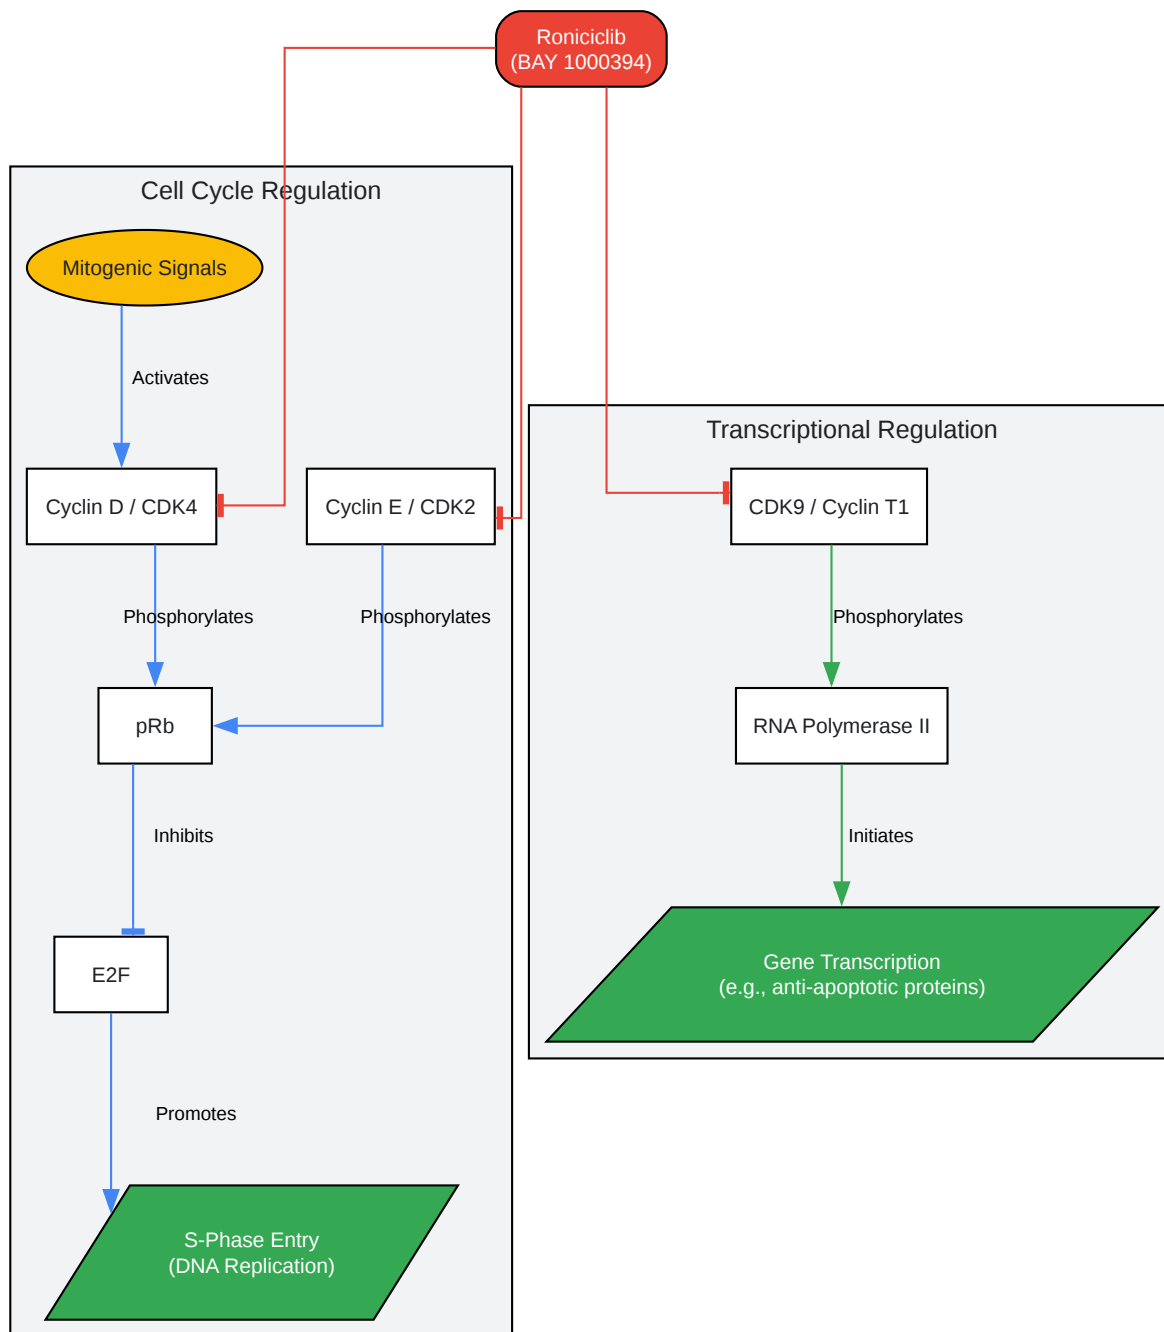 Roniciclib
(BAY 1000394)
Cell Cycle Regulation
Mitogenic Signals
Activates
Cyclin D / CDK4
Cyclin E / CDK2
Phosphorylates
Phosphorylates
pRb
Inhibits
E2F
Promotes
S-Phase Entry
(DNA Replication)
Transcriptional Regulation
CDK9 / Cyclin T1
Phosphorylates
RNA Polymerase II
Initiates
Gene Transcription
(e.g., anti-apoptotic proteins)